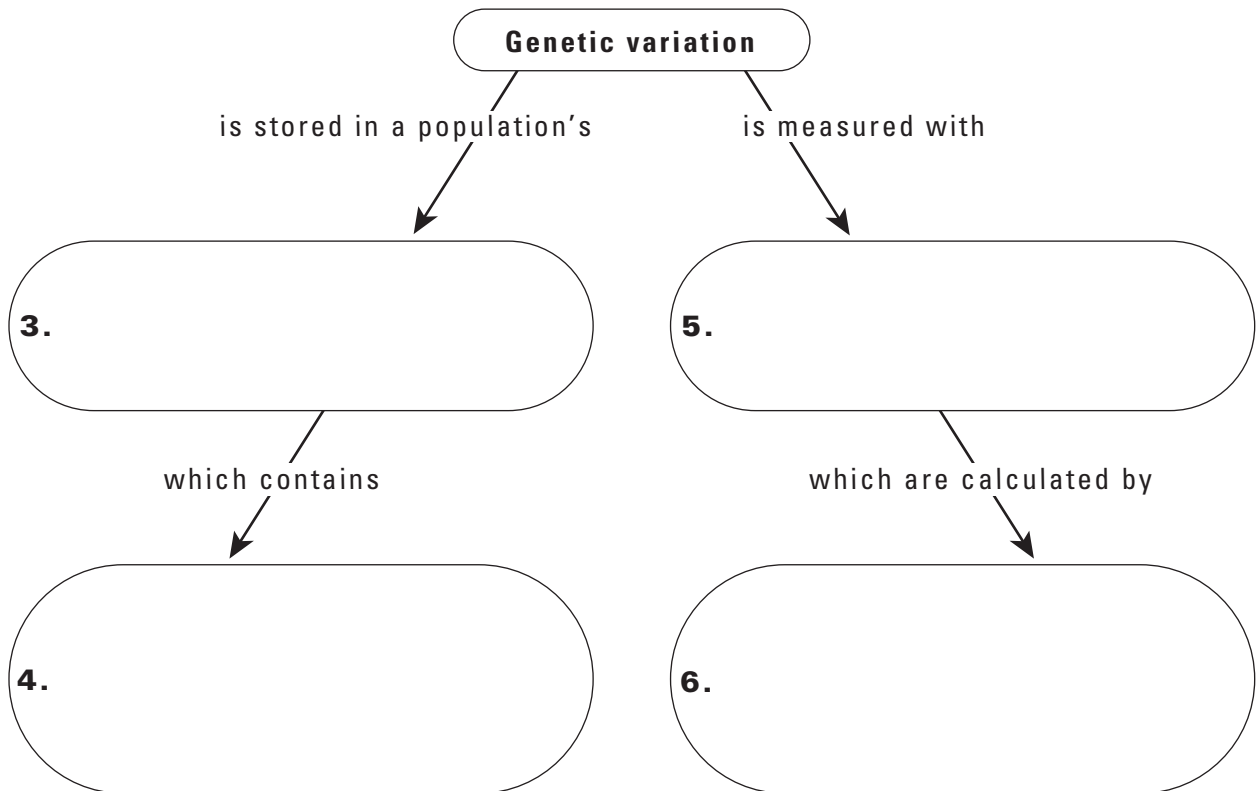 Genetic variation
is stored in a population's
is measured with
3.
5.
which contains
which are calculated by
4.
6.